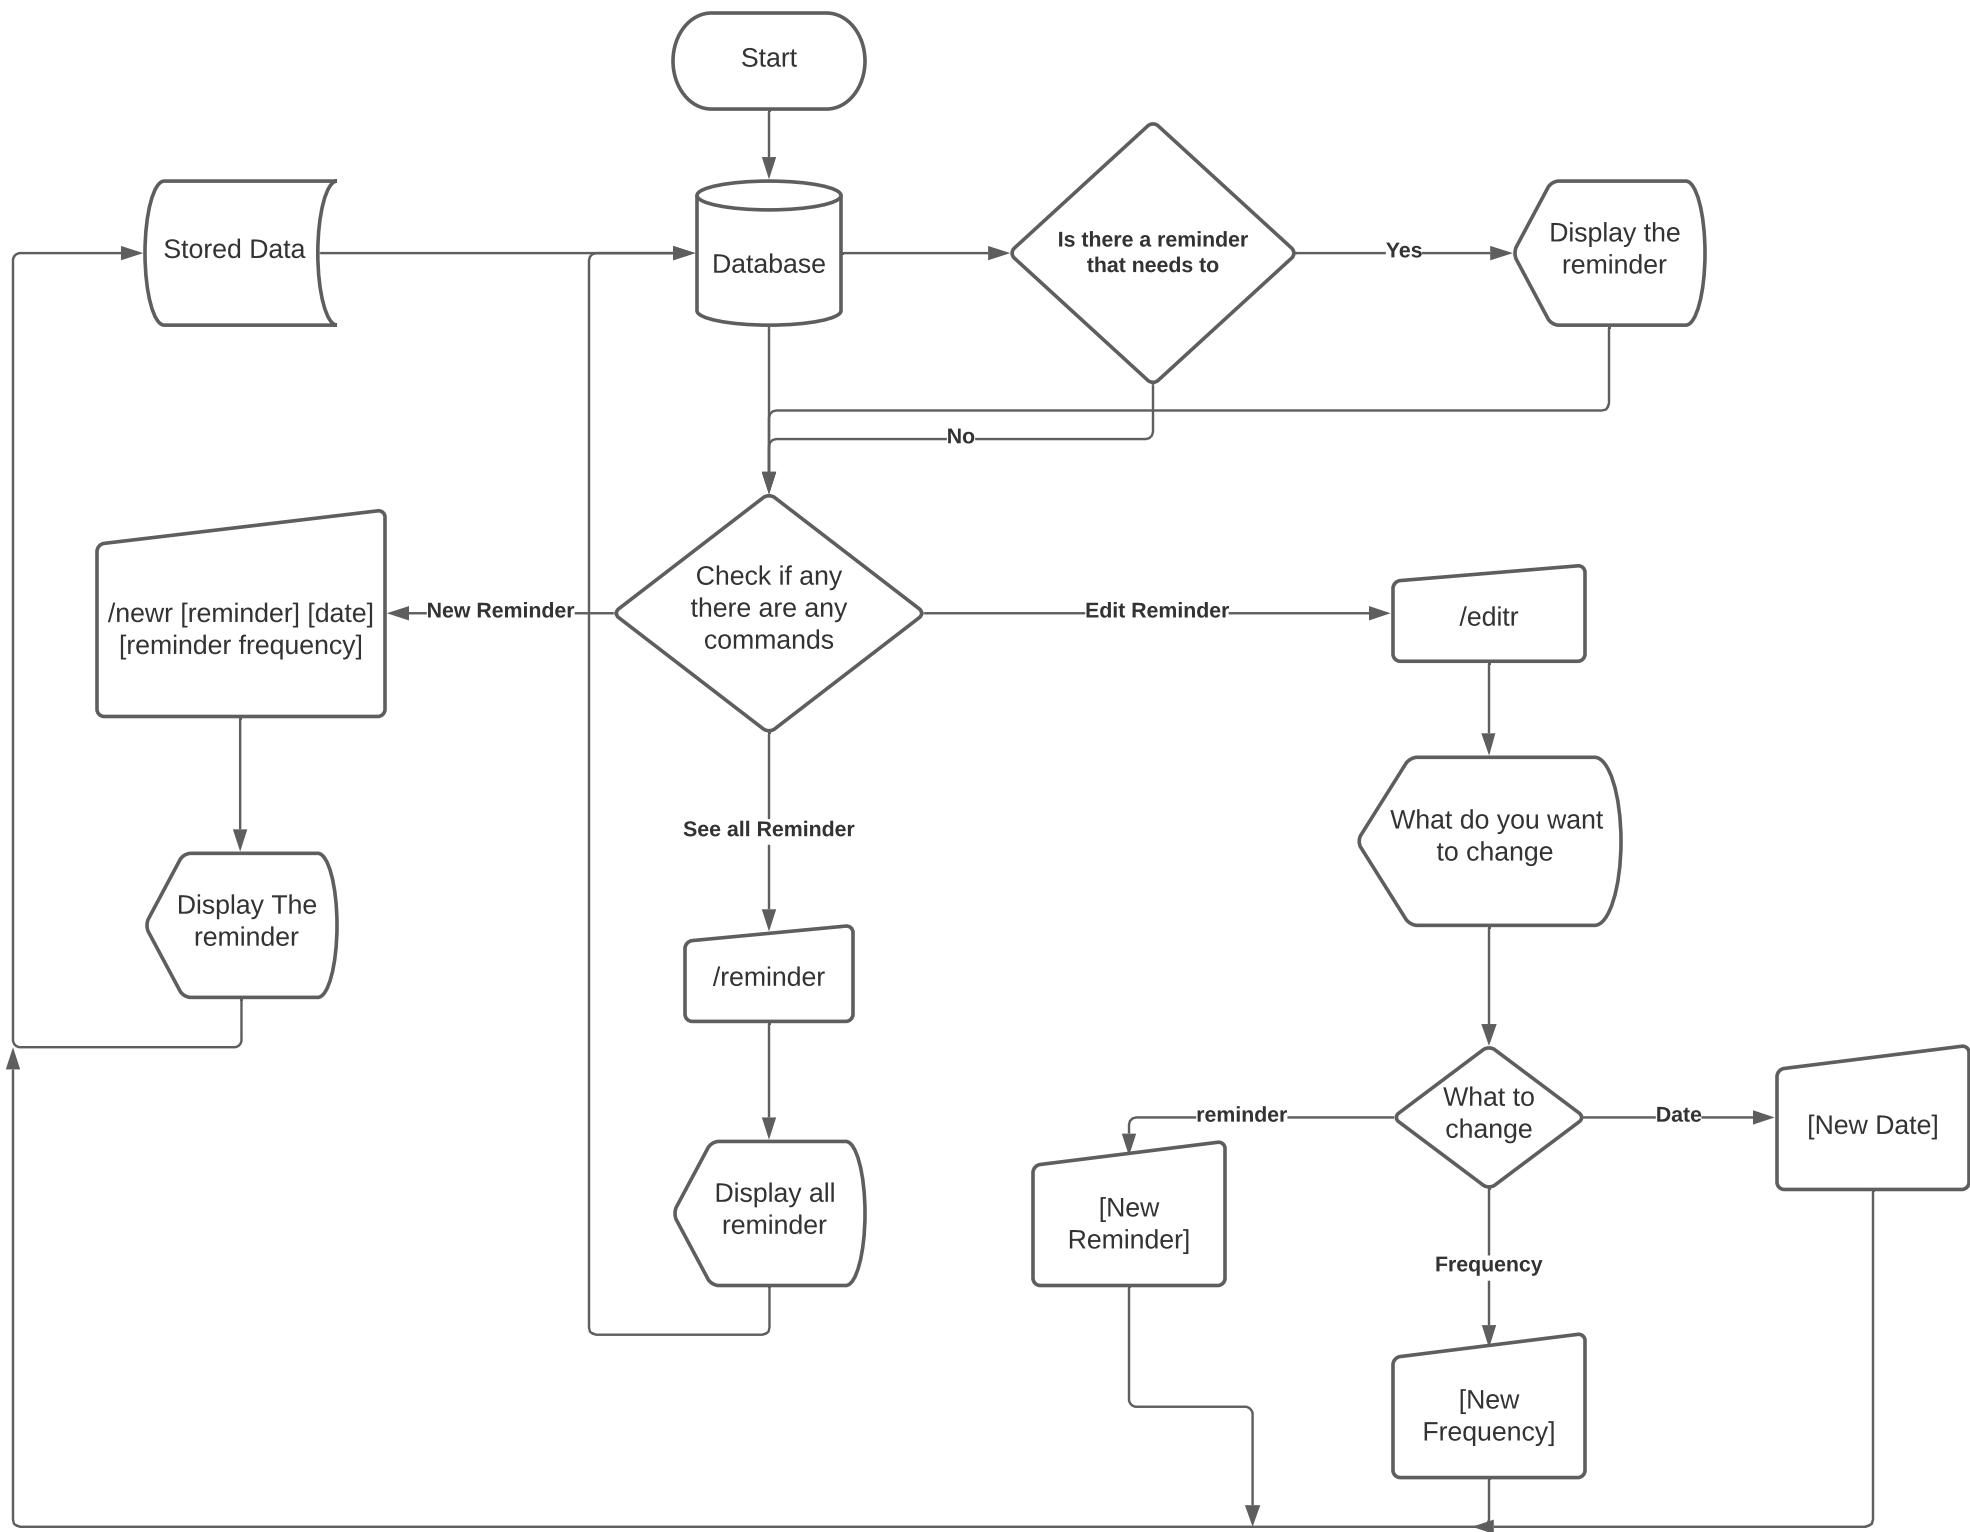 Start
Stored Data
Database
Is there a reminder
that needs to
Yes
Display the
reminder
No
/newr [reminder] [date]
[reminder frequency]
New Reminder
Check if any
there are any
commands
Edit Reminder
/editr
See all Reminder
What do you want
to change
Display The
reminder
/reminder
What to
change
reminder
Date
[New Date]
Display all
reminder
[New
Reminder]
Frequency
[New
Frequency]